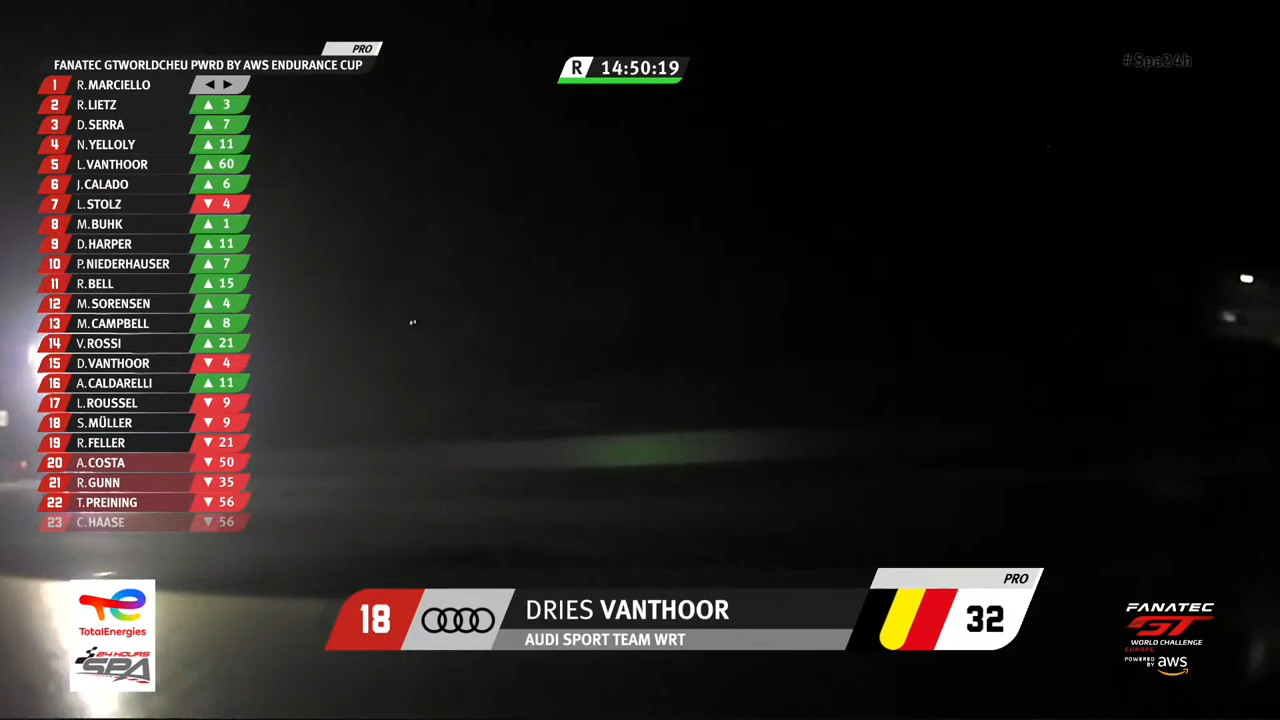 PRO
FANATEC GTWORLDCHEU PWRD BY AWS ENDURANCE CUP
R 14:50:19
#Spa24h
1 R.MARCIELLO
2 R.LIETZ 3
3 D.SERRA 7
4 N.YELLOLY 11
5 L.VANTHOOR 60
6 J.CALADO 6
7 L.STOLZ 4
8 M.BUHK 1
9 D.HARPER 11
10 P.NIEDERHAUSER 7
11 R.BELL 15
12 M.SORENSEN 4
13 M.CAMPBELL 8
14 V.ROSSI 21
15 D.VANTHOOR 4
16 A.CALDARELLI 11
17 L.ROUSSEL 9
18 S.MÜLLER 9
19 R.FELLER 21
20 A.COSTA 50
21 R.GUNN 35
22 T.PREINING 56
23 C.HAASE 56
TotalEnergies
24 HOURS
SPA
PRO
18 DRIES VANTHOOR 32
AUDI SPORT TEAM WRT
FANATEC
GT
WORLD CHALLENGE
EUROPE
POWERED BY aws